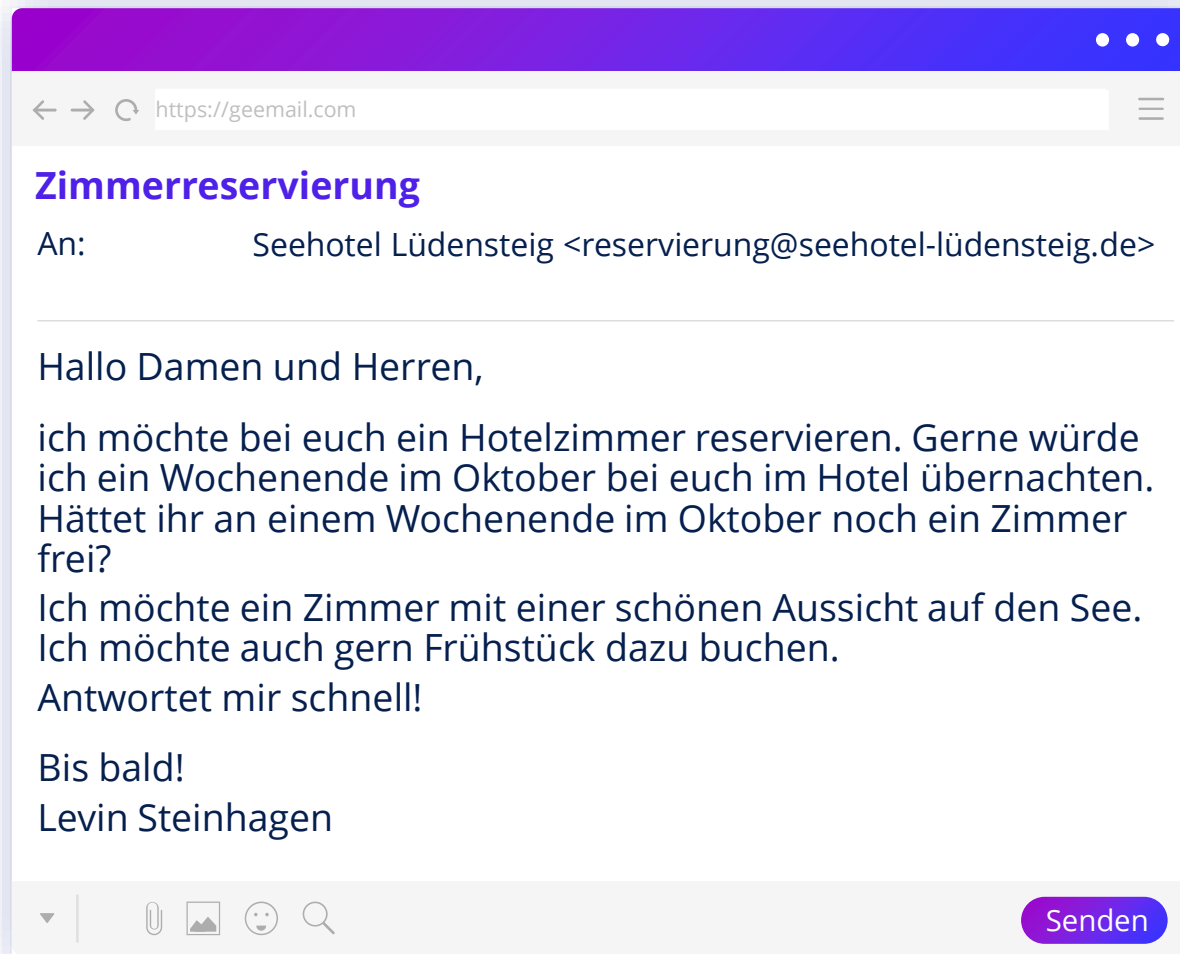 https://geemail.com
Zimmerreservierung
An: Seehotel Lüdensteig <reservierung@seehotel-lüdensteig.de>
Hallo Damen und Herren,
ich möchte bei euch ein Hotelzimmer reservieren. Gerne würde
ich ein Wochenende im Oktober bei euch im Hotel übernachten.
Hättet ihr an einem Wochenende im Oktober noch ein Zimmer
frei?
Ich möchte ein Zimmer mit einer schönen Aussicht auf den See.
Ich möchte auch gern Frühstück dazu buchen.
Antwortet mir schnell!
Bis bald!
Levin Steinhagen
Senden